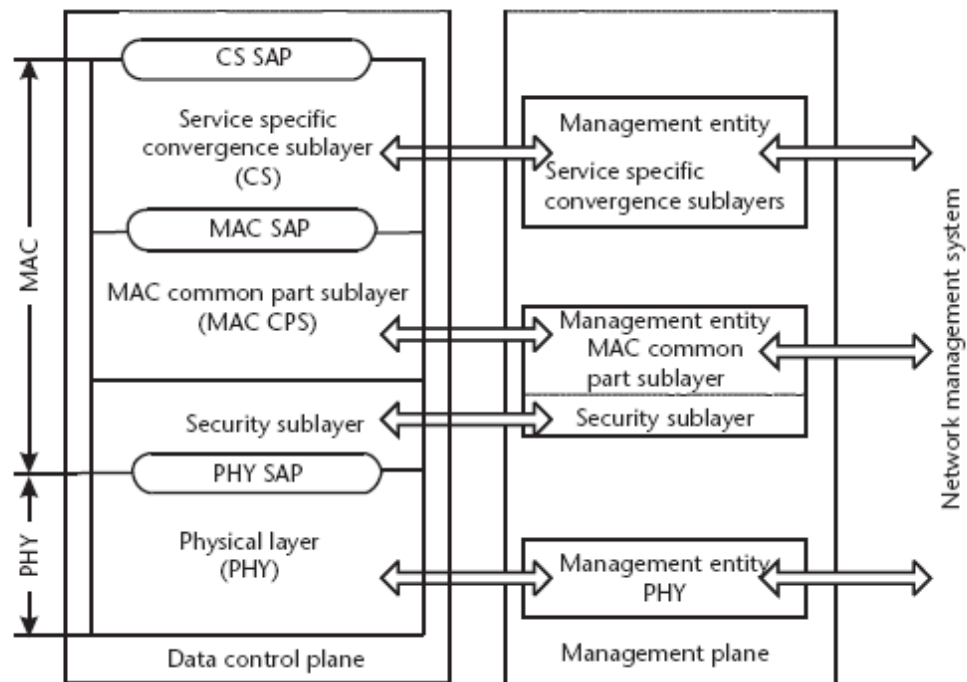 CS SAP
Service specific
convergence sublayer
(CS)
MAC SAP
MAC common part sublayer
(MAC CPS)
Security sublayer
PHY SAP
Physical layer
(PHY)
Data control plane
MAC
PHY
Management entity
Service specific
convergence sublayers
Management entity
MAC common
part sublayer
Security sublayer
Management entity
PHY
Management plane
Network management system